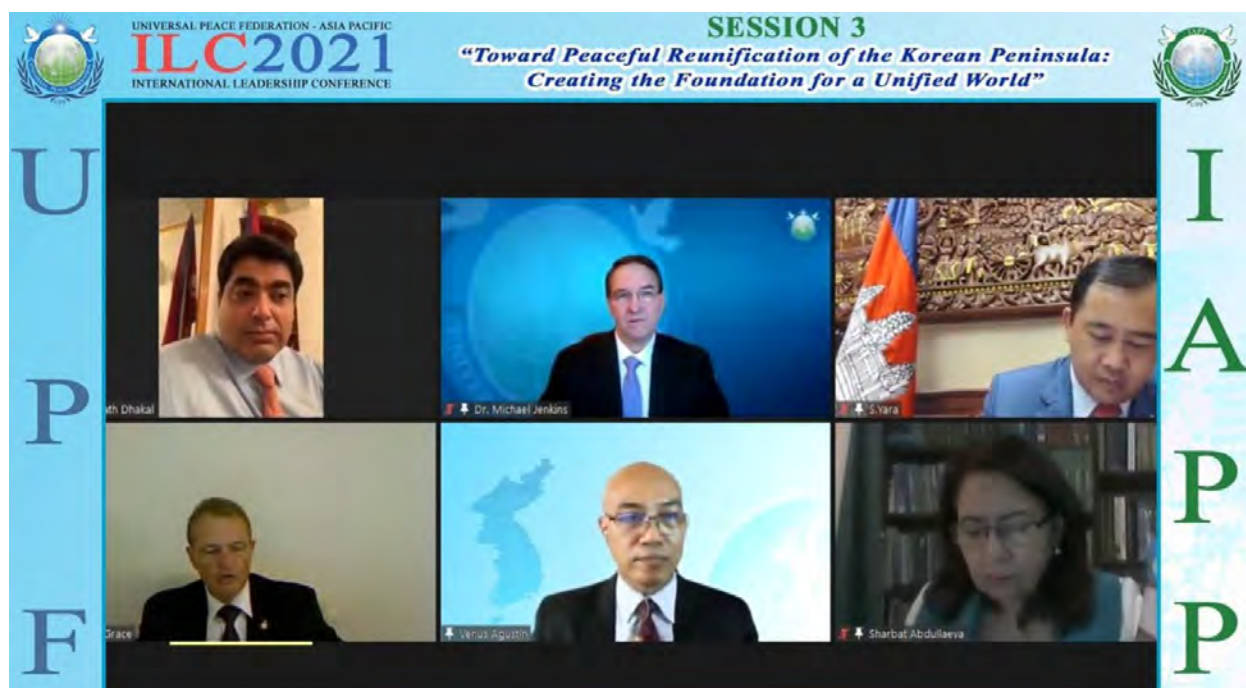 UNIVERSAL PEACE FEDERATION - ASIA PACIFIC
ILC2021
INTERNATIONAL LEADERSHIP CONFERENCE
SESSION 3
“Toward Peaceful Reunification of the Korean Peninsula:
Creating the Foundation for a Unified World”
U
P
F
I
A
P
P
th Dhakal
Dr. Michael Jenkins
S.Yara
Grace
Venus Agustin
Sharbat Abdullaeva